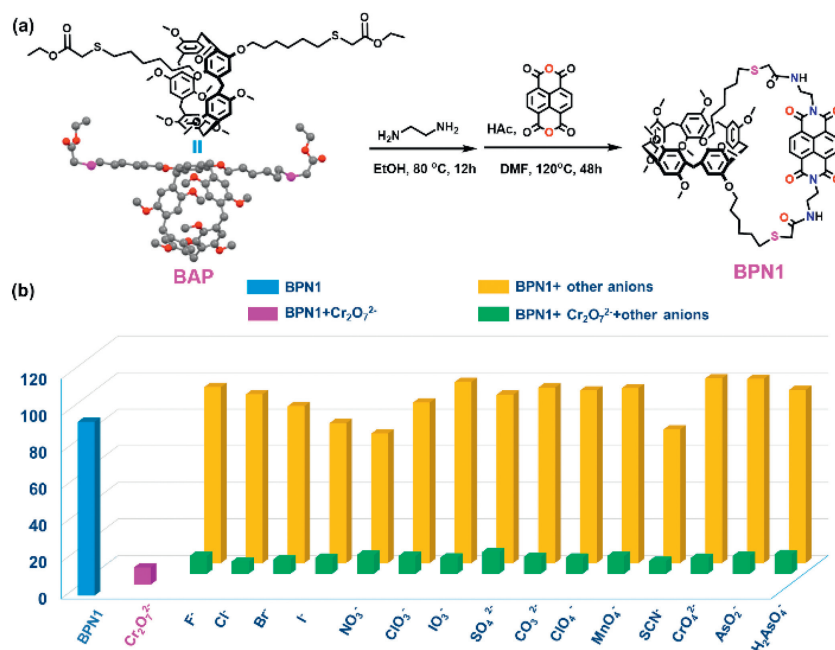 (a)
O
O
S
O
S
O
O
O
II
BAP
H₂N
NH₂
EtOH, 80 °C, 12h
HAc,
O
O
O
O
O
O
DMF, 120°C, 48h
S
O
HN
O
N
O
O
N
O
O
NH
S
BPN1
(b)
BPN1
BPN1+ other anions
BPN1+Cr₂O₇²⁻
BPN1+ Cr₂O₇²⁻+other anions
120
100
80
60
40
20
0
BPN1
Cr₂O₇²⁻
F⁻
Cl⁻
Br⁻
I⁻
NO₃⁻
ClO₃⁻
IO₃⁻
SO₄²⁻
CO₃²⁻
ClO₄⁻
MnO₄⁻
SCN⁻
CrO₄²⁻
AsO₂⁻
H₂AsO₄⁻